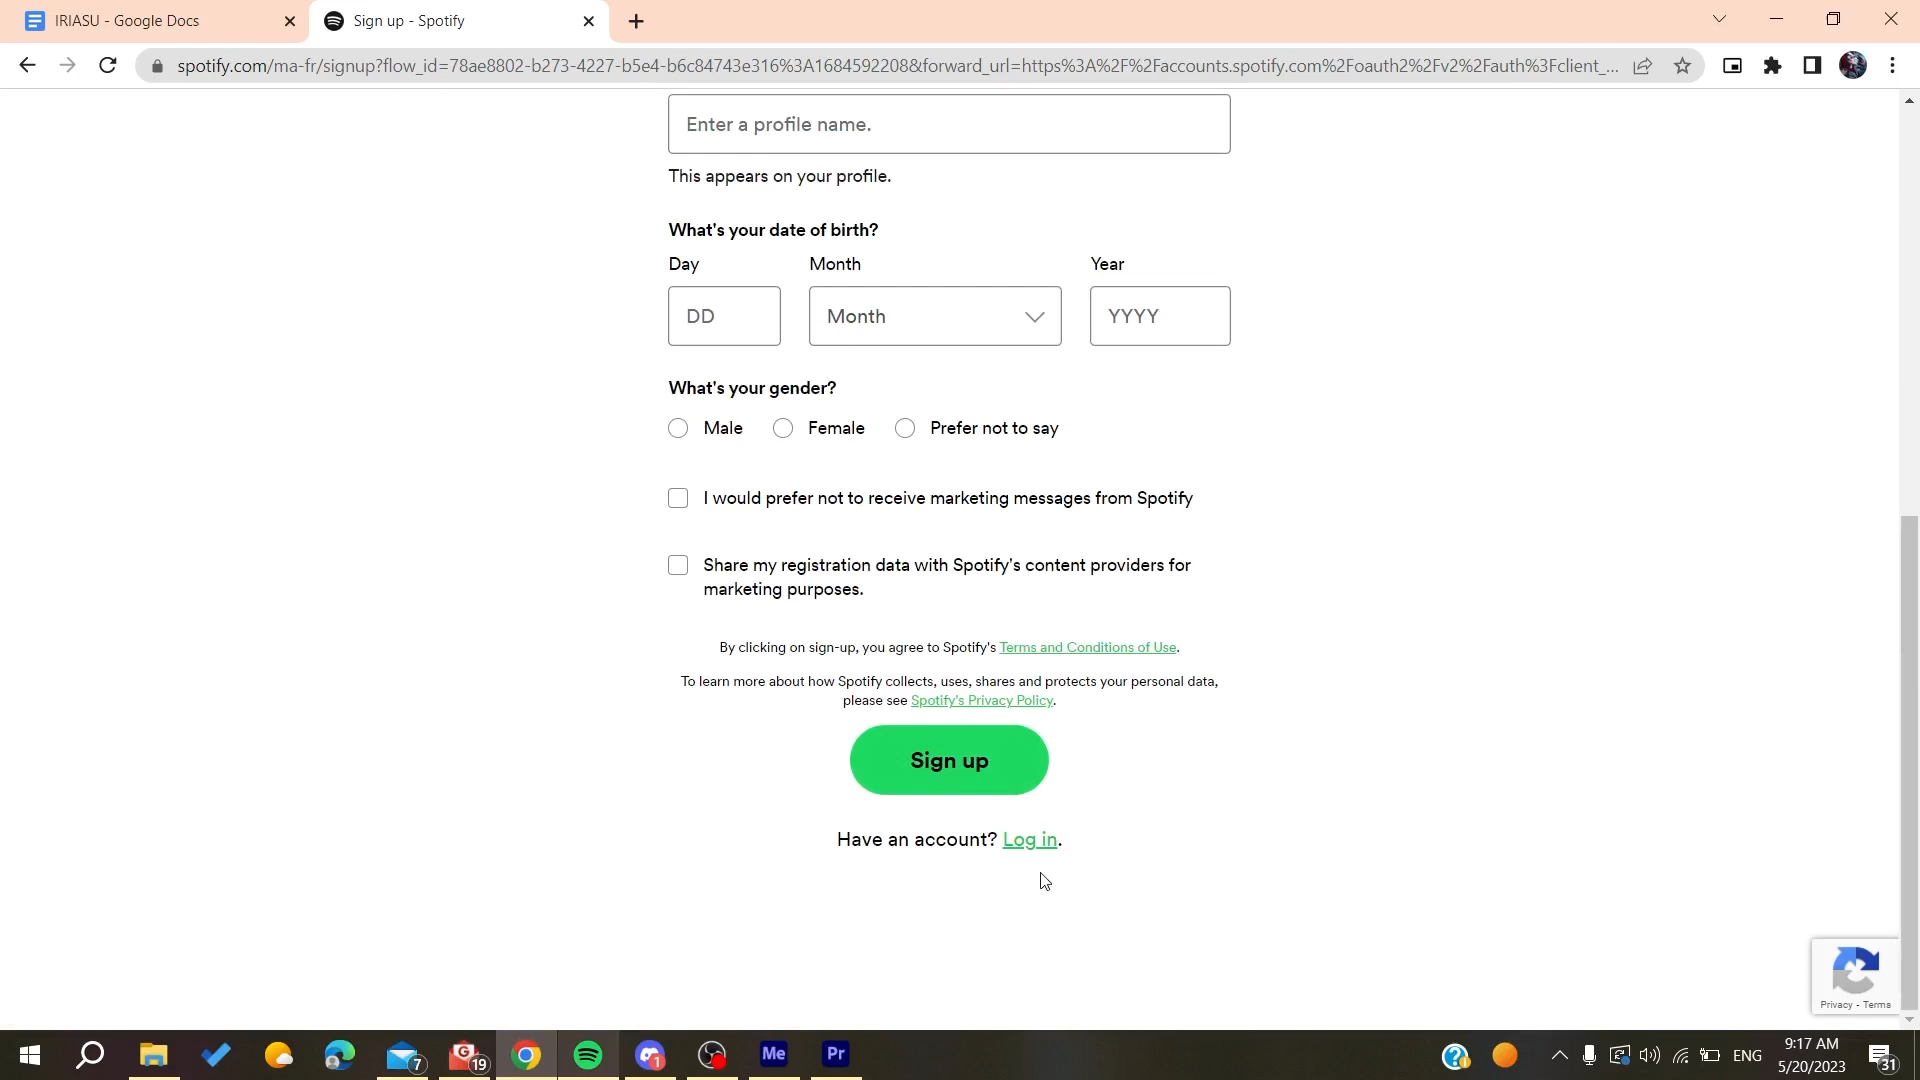 IRIASU - Google Docs
Sign up - Spotify
spotify.com/ma-fr/signup?flow_id=78ae8802-b273-4227-b5e4-b6c84743e316%3A1684592208&forward_url=https%3A%2F%2Faccounts.spotify.com%2Foauth2%2Fv2%2Fauth%3Fclient_...
Enter a profile name.
This appears on your profile.
What's your date of birth?
Day Month Year
DD Month YYYY
What's your gender?
Male Female Prefer not to say
I would prefer not to receive marketing messages from Spotify
Share my registration data with Spotify's content providers for
marketing purposes.
By clicking on sign-up, you agree to Spotify's Terms and Conditions of Use.
To learn more about how Spotify collects, uses, shares and protects your personal data,
please see Spotify's Privacy Policy.
Sign up
Have an account? Log in.
Privacy - Terms
7 G 19 1 Me Pr ENG 9:17 AM 31
5/20/2023